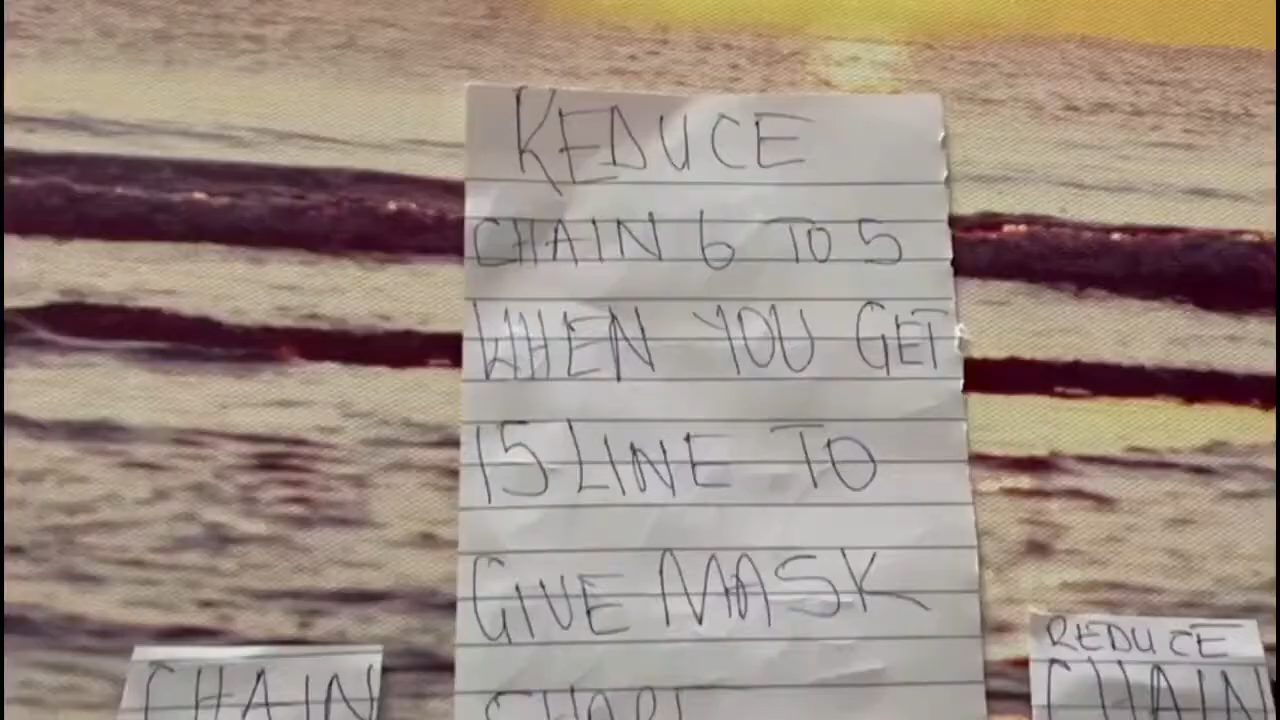 REDUCE
CHAIN 6 TO 5
WHEN YOU GET
15 LINE TO
GIVE MASK
CHAIN
REDUCE
CHAIN